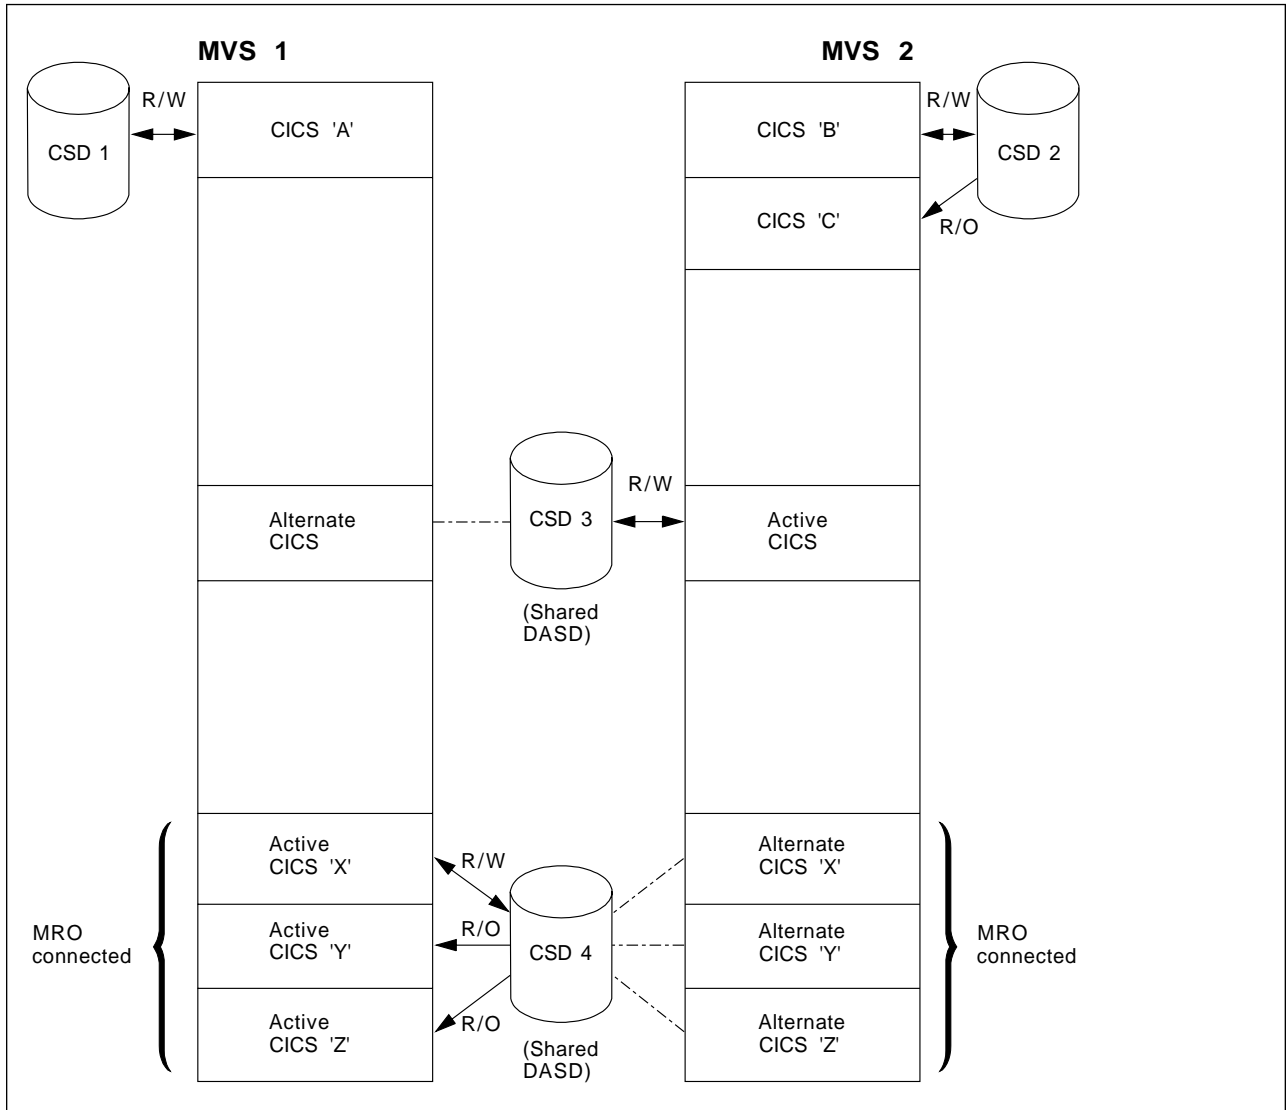 MVS 1
MVS 2
R/W
CICS 'A'
CSD 1
CICS 'B'
R/W
CSD 2
CICS 'C'
R/O
Alternate
CICS
CSD 3
R/W
Active
CICS
(Shared
DASD)
MRO
connected
Active
CICS 'X'
R/W
Active
CICS 'Y'
R/O
CSD 4
Active
CICS 'Z'
R/O
(Shared
DASD)
Alternate
CICS 'X'
Alternate
CICS 'Y'
Alternate
CICS 'Z'
MRO
connected